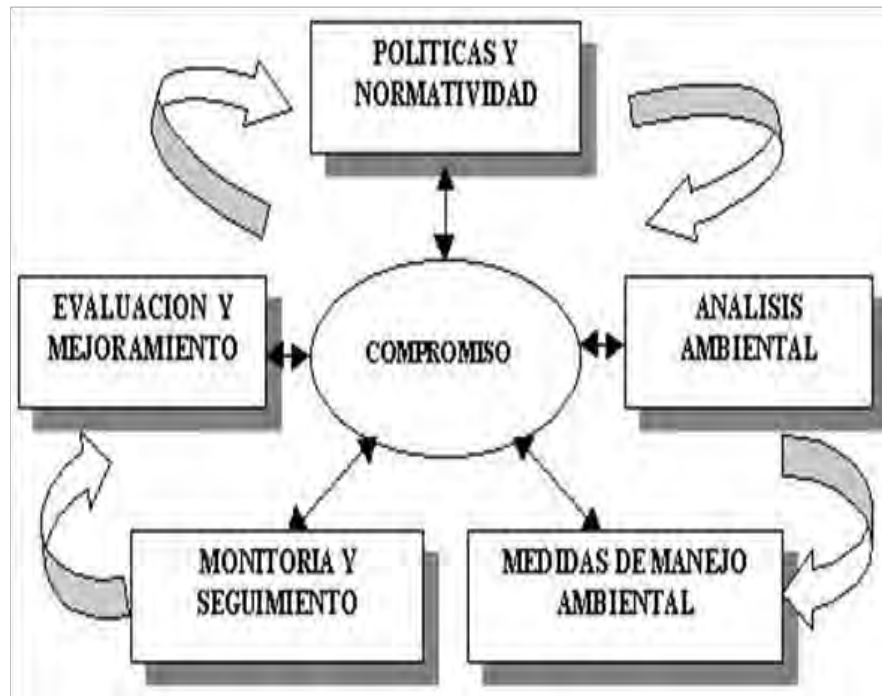 POLITICAS Y
NORMATIVIDAD
EVALUACION Y
MEJORAMIENTO
COMPROMISO
ANALISIS
AMBIENTAL
MONITORIA Y
SEGUIMIENTO
MEDIDAS DE MANEJO
AMBIENTAL